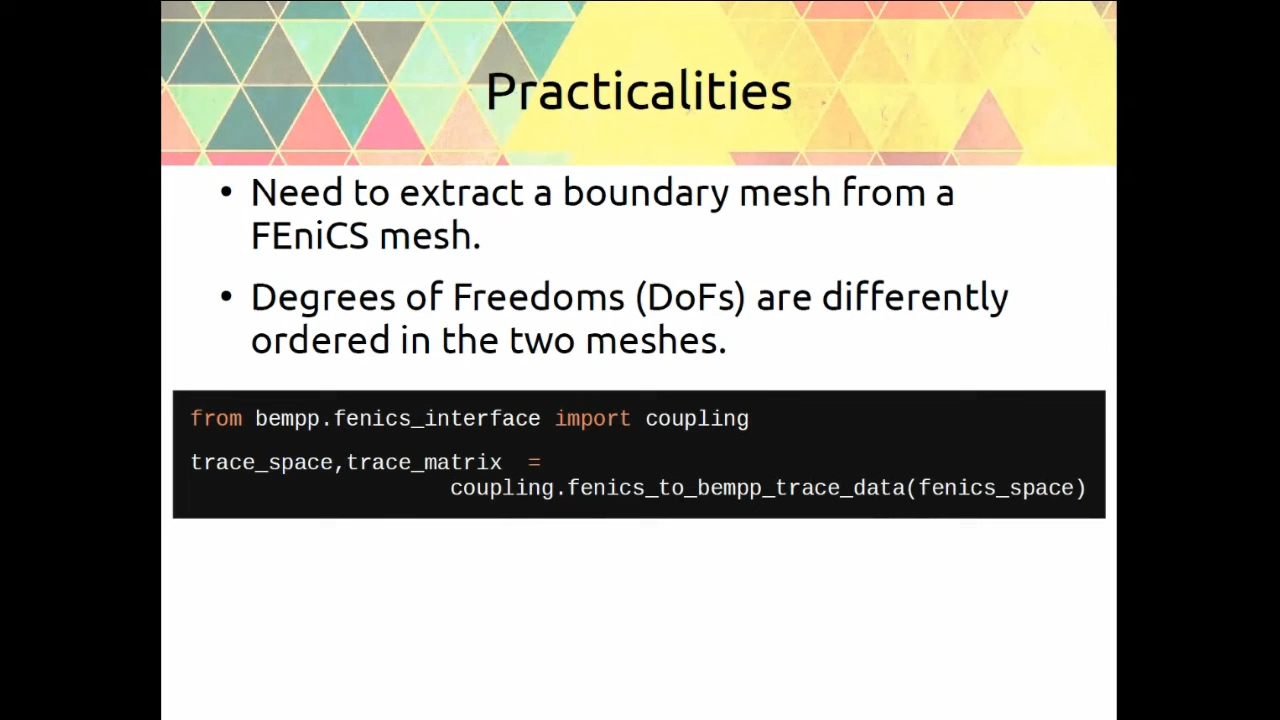 Practicalities
• Need to extract a boundary mesh from a
FEniCS mesh.
• Degrees of Freedoms (DoFs) are differently
ordered in the two meshes.
from bempp.fenics_interface import coupling
trace_space,trace_matrix =
coupling.fenics_to_bempp_trace_data(fenics_space)